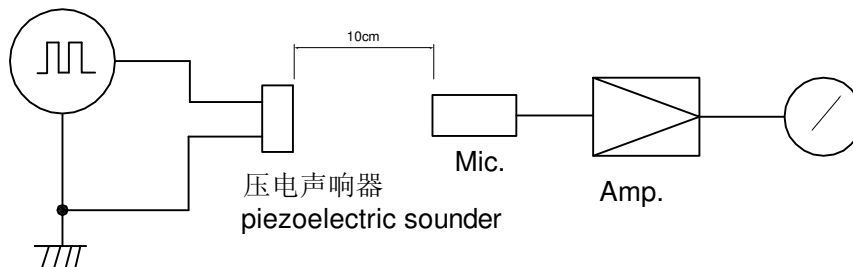 10cm
Mic.
Amp.
压电声响器
piezoelectric sounder